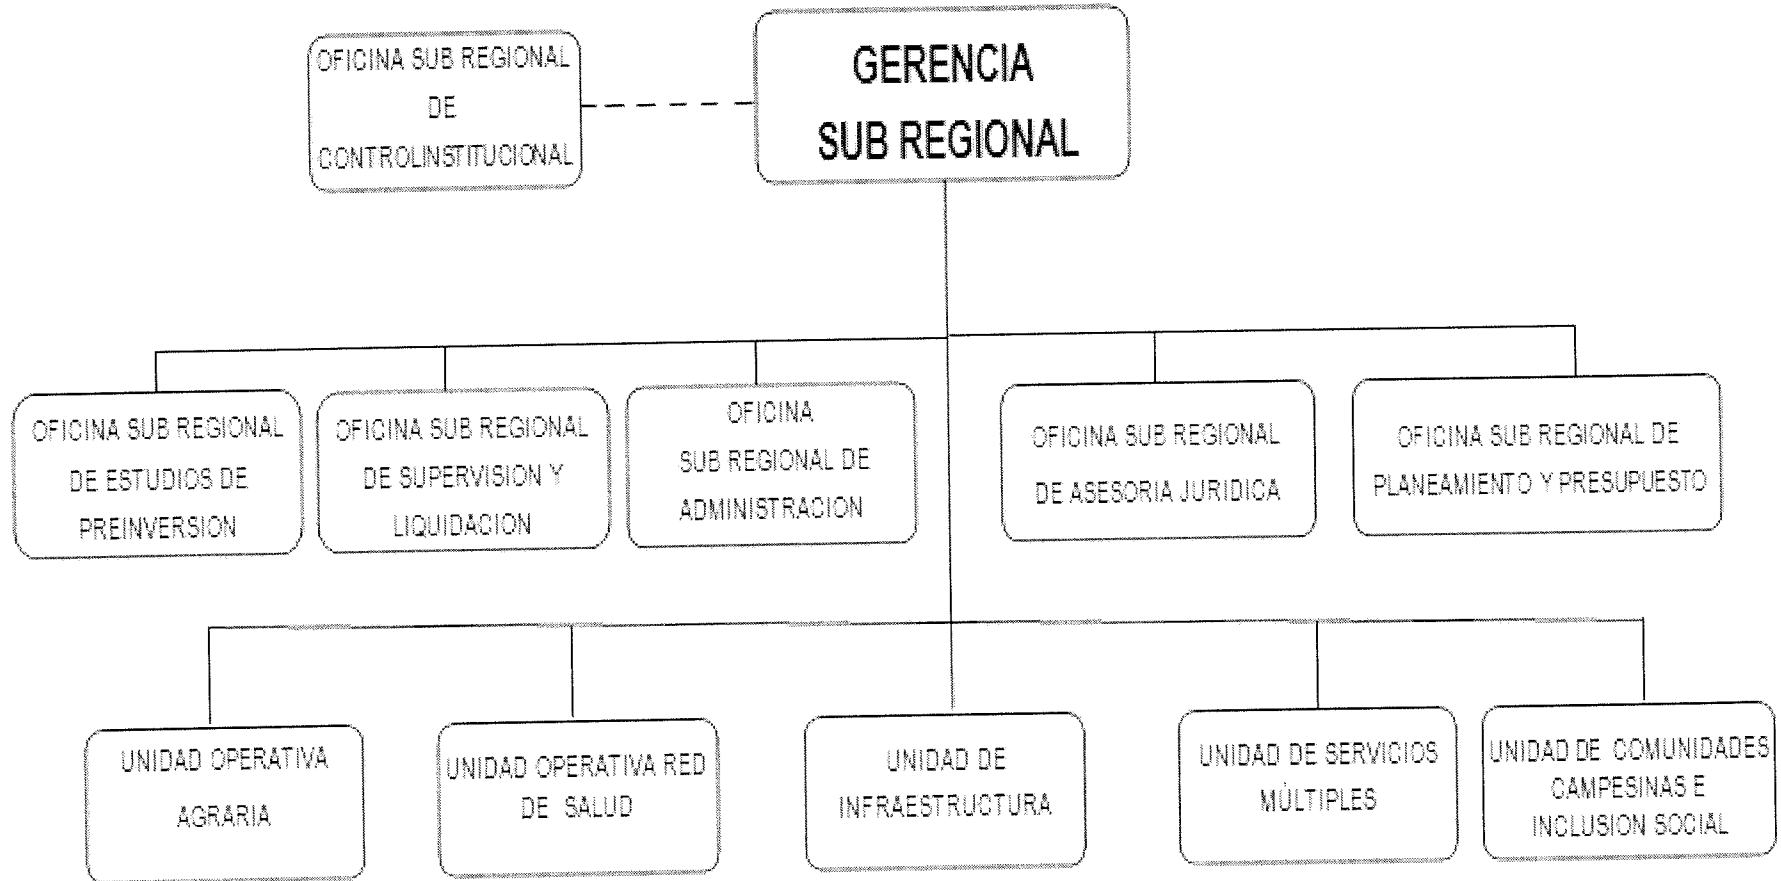 OFICINA SUB REGIONAL
DE
CONTROLINSTITUCIONAL
GERENCIA
SUB REGIONAL
OFICINA SUB REGIONAL
DE ESTUDIOS DE
PREINVERSION
OFICINA SUB REGIONAL
DE SUPERVISION Y
LIQUIDACION
OFICINA
SUB REGIONAL DE
ADMINISTRACION
OFICINA SUB REGIONAL
DE ASESORIA JURIDICA
OFICINA SUB REGIONAL DE
PLANEAMIENTO Y PRESUPUESTO
UNIDAD OPERATIVA
AGRARIA
UNIDAD OPERATIVA RED
DE SALUD
UNIDAD DE
INFRAESTRUCTURA
UNIDAD DE SERVICIOS
MÚLTIPLES
UNIDAD DE COMUNIDADES
CAMPESINAS E
INCLUSION SOCIAL